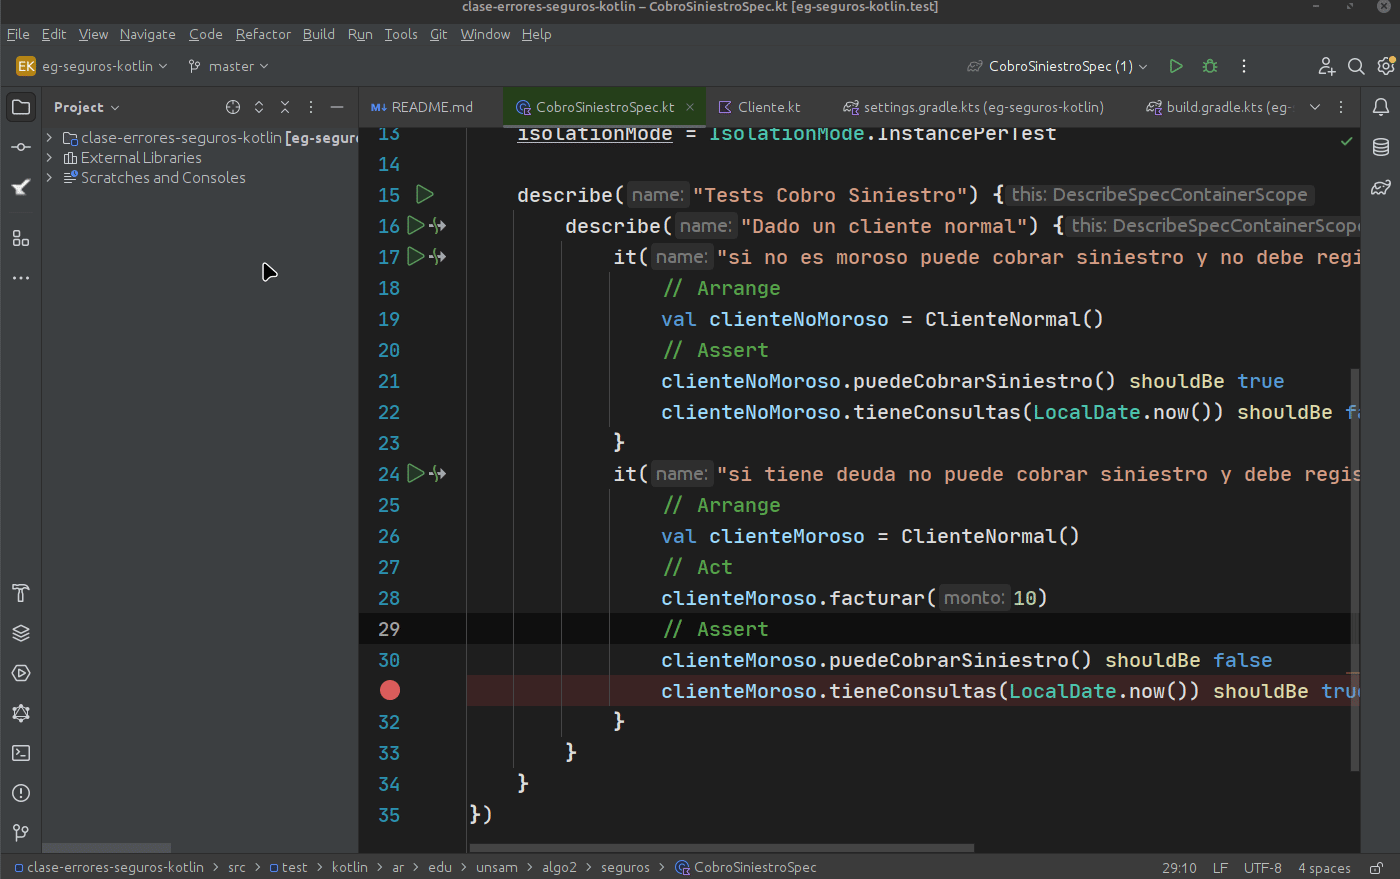 clase-errores-seguros-kotlin – CobroSiniestroSpec.kt [eg-seguros-kotlin.test]
File Edit View Navigate Code Refactor Build Run Tools Git Window Help
EK eg-seguros-kotlin master CobroSiniestroSpec (1)
Project README.md CobroSiniestroSpec.kt Cliente.kt settings.gradle.kts (eg-seguros-kotlin) build.gradle.kts (eg-
clase-errores-seguros-kotlin [eg-segur
External Libraries
Scratches and Consoles
13 isolationMode = IsolationMode.InstancePerTest
14
15 describe( name: "Tests Cobro Siniestro") { this: DescribeSpecContainerScope
16 describe( name: "Dado un cliente normal") { this: DescribeSpecContainerScope
17 it( name: "si no es moroso puede cobrar siniestro y no debe regi
18 // Arrange
19 val clienteNoMoroso = ClienteNormal()
20 // Assert
21 clienteNoMoroso.puedeCobrarSiniestro() shouldBe true
22 clienteNoMoroso.tieneConsultas(LocalDate.now()) shouldBe fa
23 }
24 it( name: "si tiene deuda no puede cobrar siniestro y debe regis
25 // Arrange
26 val clienteMoroso = ClienteNormal()
27 // Act
28 clienteMoroso.facturar( monto: 10)
29 // Assert
30 clienteMoroso.puedeCobrarSiniestro() shouldBe false
clienteMoroso.tieneConsultas(LocalDate.now()) shouldBe true
32 }
33 }
34 }
35 })
clase-errores-seguros-kotlin > src > test > kotlin > ar > edu > unsam > algo2 > seguros > CobroSiniestroSpec 29:10 LF UTF-8 4 spaces